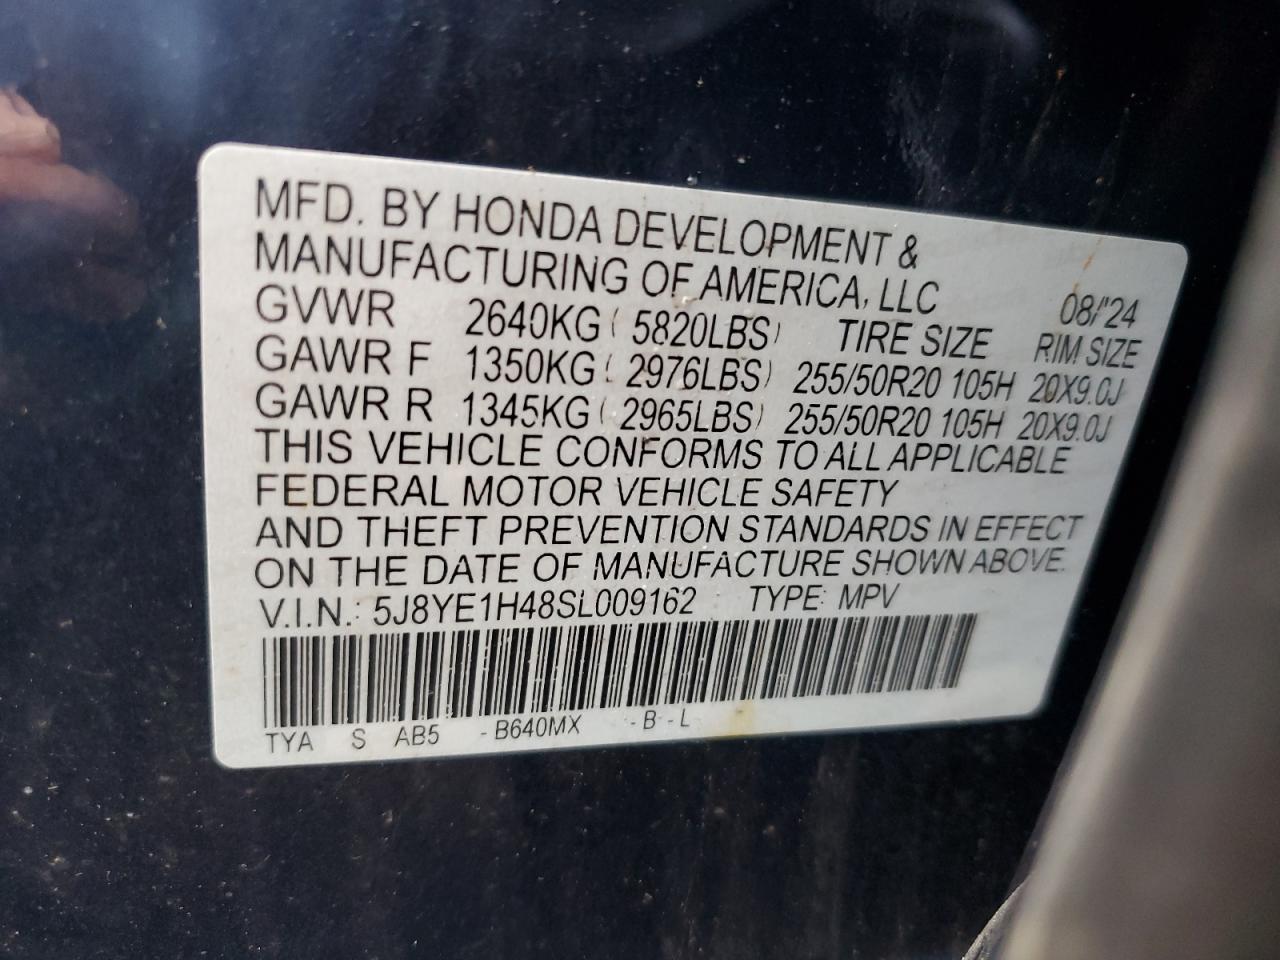 MFD. BY HONDA DEVELOPMENT &
MANUFACTURING OF AMERICA, LLC 08/'24
GVWR 2640KG ( 5820LBS) TIRE SIZE RIM SIZE
GAWR F 1350KG ( 2976LBS) 255/50R20 105H 20X9.0J
GAWR R 1345KG ( 2965LBS) 255/50R20 105H 20X9.0J
THIS VEHICLE CONFORMS TO ALL APPLICABLE
FEDERAL MOTOR VEHICLE SAFETY
AND THEFT PREVENTION STANDARDS IN EFFECT
ON THE DATE OF MANUFACTURE SHOWN ABOVE.
V.I.N.: 5J8YE1H48SL009162 TYPE: MPV
TYA S AB5 -B640MX -B -L